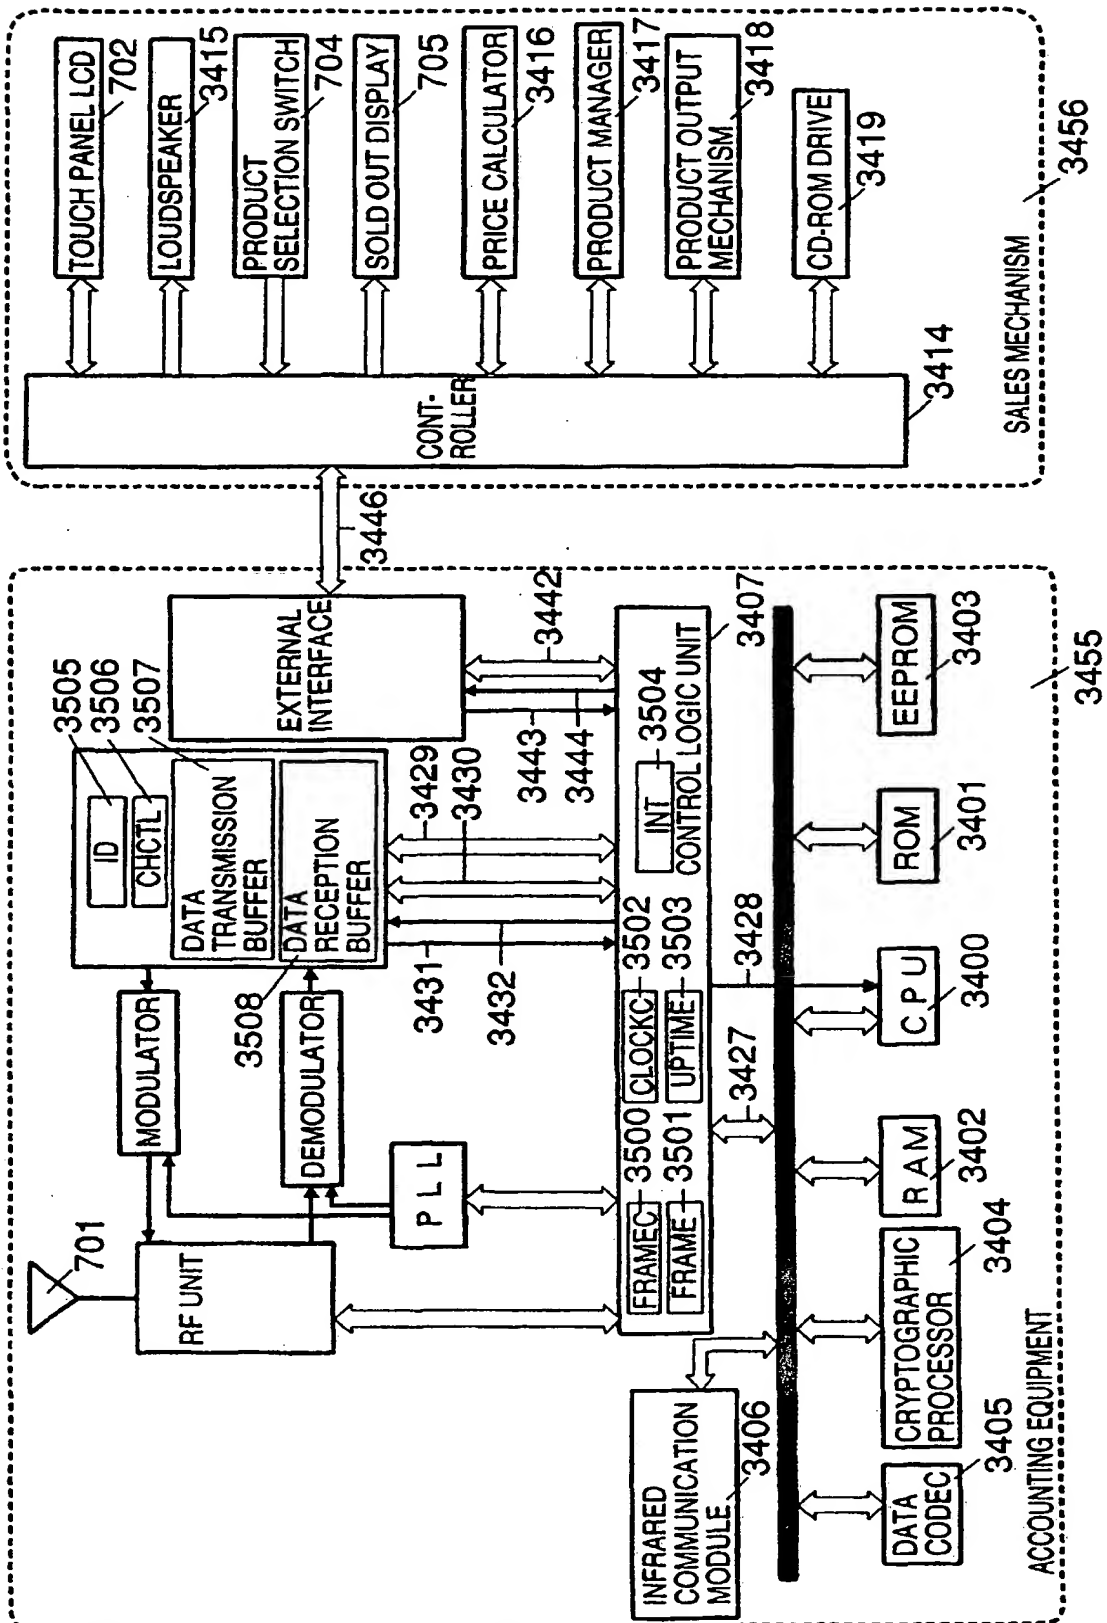 TOUCH PANEL LCD
702
LOUDSPEAKER
3415
PRODUCT
SELECTION SWITCH
704
SOLD OUT DISPLAY
705
PRICE CALCULATOR
3416
PRODUCT MANAGER
3417
PRODUCT OUTPUT
MECHANISM
3418
CD-ROM DRIVE
3419
CONT-
ROLLER
3414
SALES MECHANISM
3456
3446
EXTERNAL
INTERFACE
3505
3506
3507
ID
CHCTL
DATA
TRANSMISSION
BUFFER
DATA
RECEPTION
BUFFER
3508
MODULATOR
DEMODULATOR
P L L
701
RF UNIT
3442
3444
3443
3429
3430
3431
3432
3407
INT
3504
CONTROL LOGIC UNIT
CLOCKC
3502
UPTIME
3503
FRAMEC
3500
FRAME
3501
3428
3427
EEPROM
3403
ROM
3401
C P U
3400
R A M
3402
CRYPTOGRAPHIC
PROCESSOR
3404
DATA
CODEC
3405
INFRARED
COMMUNICATION
MODULE
3406
ACCOUNTING EQUIPMENT
3455